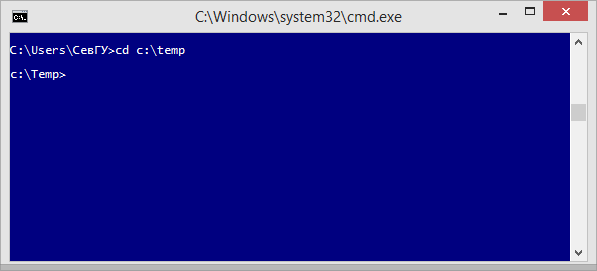 C:\Windows\system32\cmd.exe
C:\Users\СевГУ>cd c:\temp
c:\Temp>